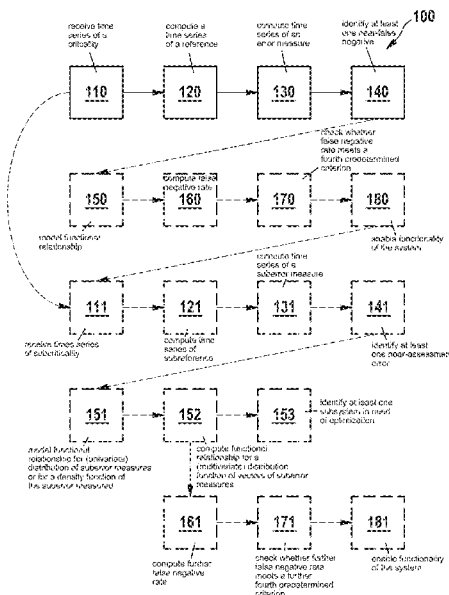 100
receive time
series of a
criticality
compute a
time series
of a reference
compute time
series of an
error measure
identify at least
one near-false
negative
110
120
130
140
check whether
false negative
rate meets a
fourth predetermined
criterion
compute false
negative rate
150
160
170
180
model functional
relationship
enable functionality
of the system
compute time
series of a
suberror measure
111
121
131
141
receive times series
of subcriticality
compute time
series of
subreference
identify at least
one near-assessment
error
151
152
153
identify at least one
subsystem in need
of optimization
model functional
relationship for (univariate)
distribution of suberror measures
or for a density function of
the suberror measured
compute functional
relationship for a
(multivariate) distribution
function of vectors of suberror
measures
161
171
181
compute further
false negative
rate
check whether further
false negative rate
meets a further
fourth predetermined
criterion
enable functionality
of the system